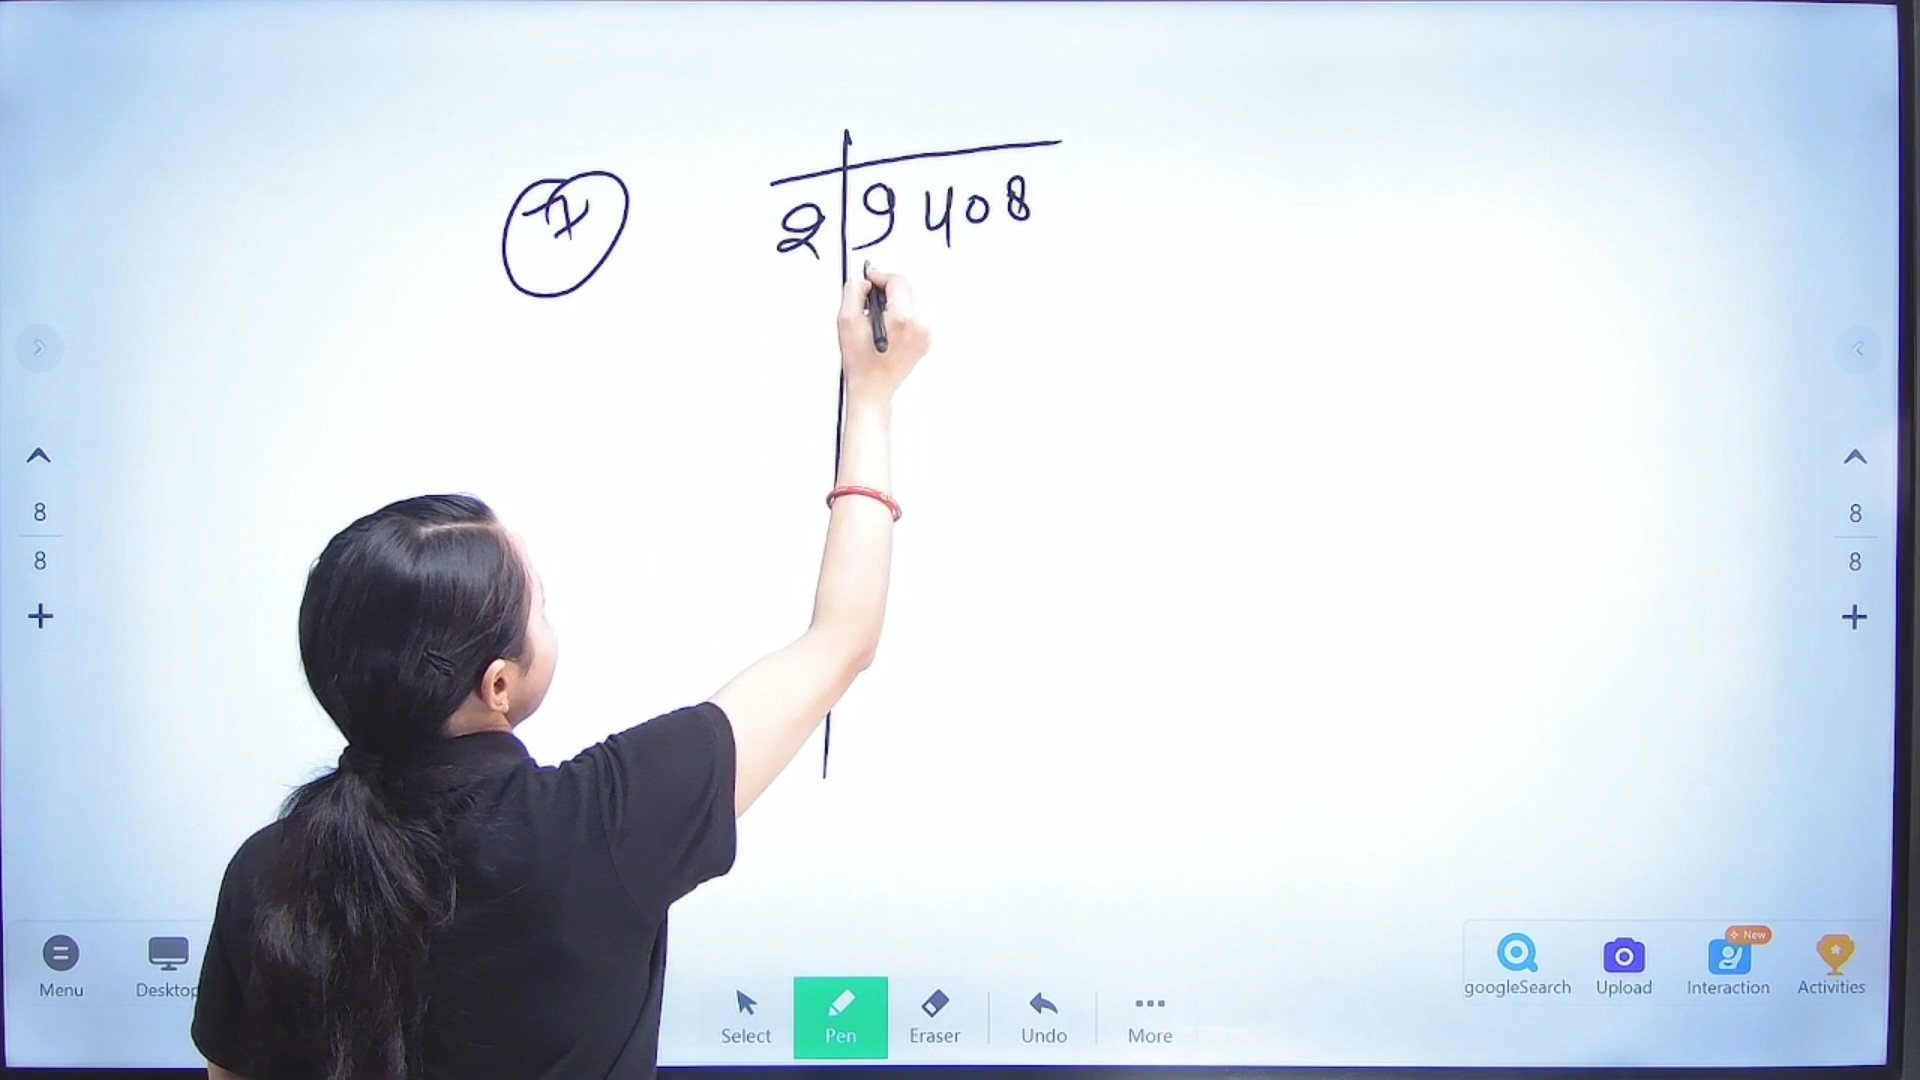 2 9408
8
8
8
8
New
Menu
Desktop
Select
Pen
Eraser
Undo
More
googleSearch
Upload
Interaction
Activities